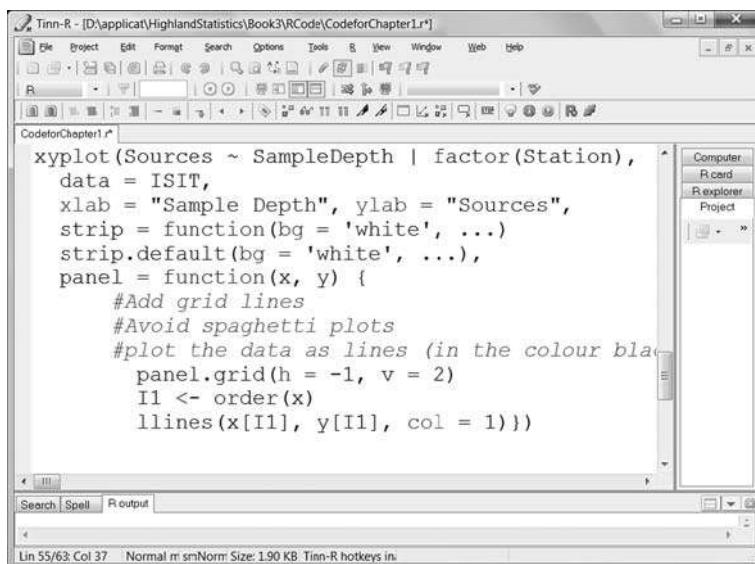 Tinn-R - [D:\applicat\HighlandStatistics\Book3\RCode\CodeforChapter1.r*]
File Project Edit Format Search Options Tools R View Window Web Help
R
CodeforChapter1.r*
xyplot(Sources ~ SampleDepth | factor(Station),
data = ISIT,
xlab = "Sample Depth", ylab = "Sources",
strip = function(bg = 'white', ...)
strip.default(bg = 'white', ...),
panel = function(x, y) {
#Add grid lines
#Avoid spaghetti plots
#plot the data as lines (in the colour blac
panel.grid(h = -1, v = 2)
I1 <- order(x)
llines(x[I1], y[I1], col = 1)})
Computer
R card
R explorer
Project
Search Spell R output
Lin 55/63: Col 37 Normal m smNorm Size: 1.90 KB Tinn-R hotkeys in